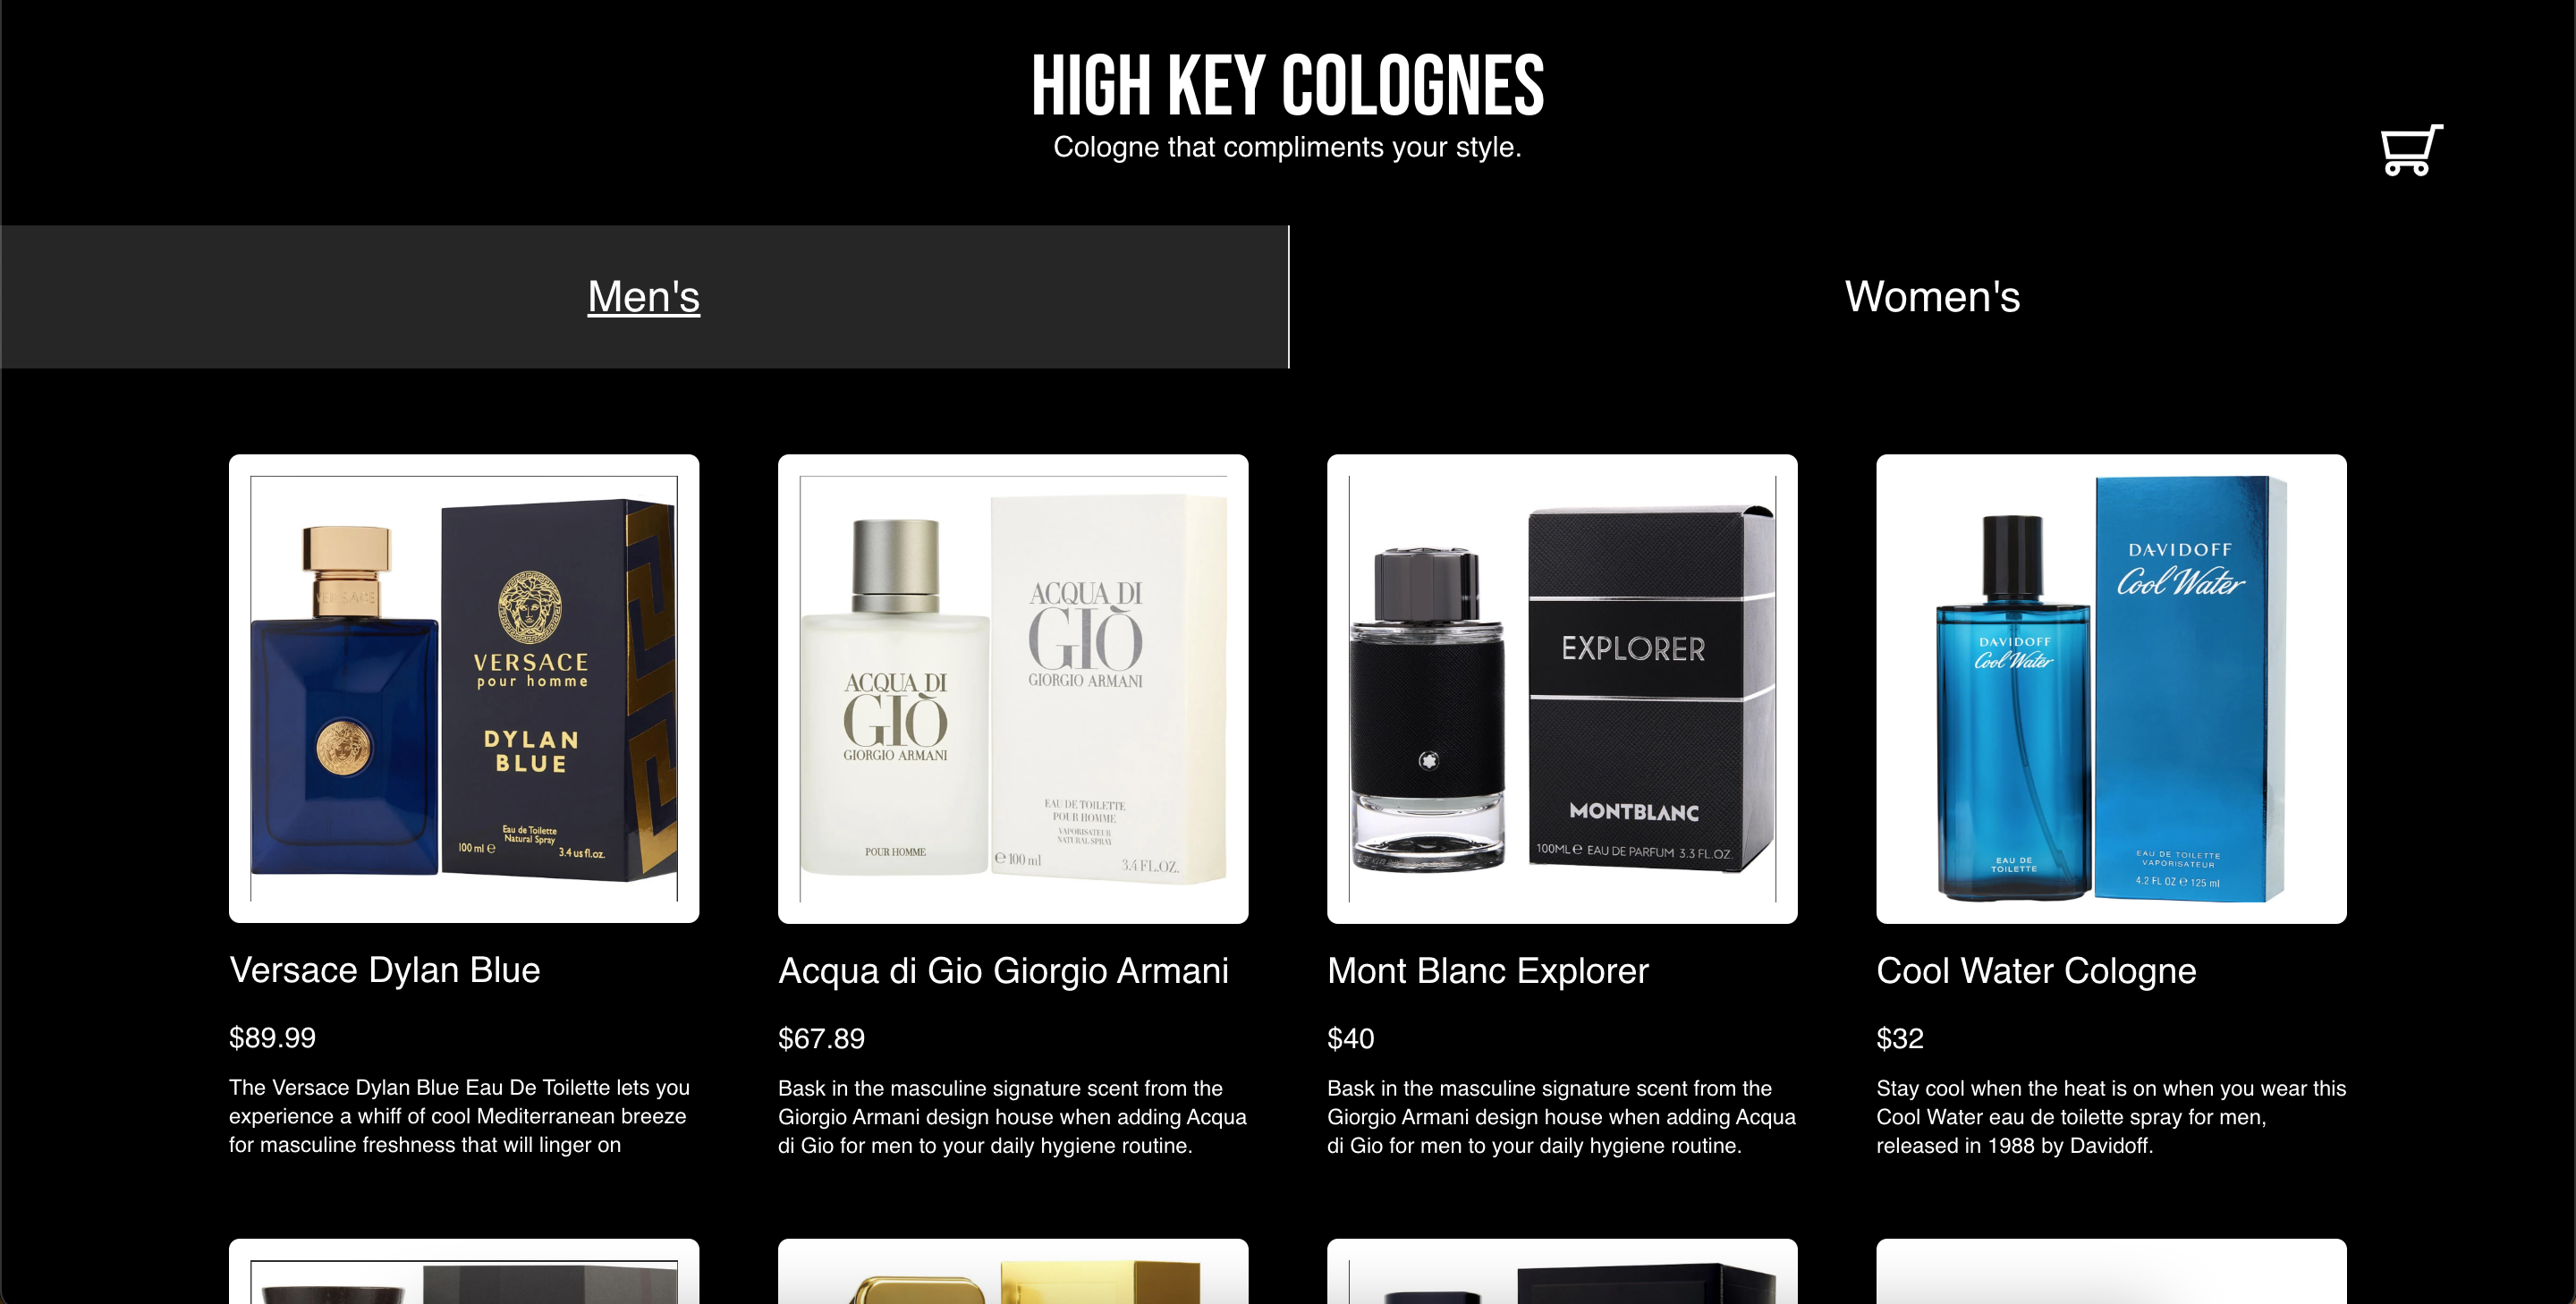 HIGH KEY COLOGNES
Cologne that compliments your style.
Men's
Women's
VERSACE
VERSACE
pour homme
DYLAN
BLUE
Eau de Toilette
Natural Spray
100 ml ℮
3.4 us fl.oz.
ACQUA DI
GIÒ
GIORGIO ARMANI
POUR HOMME
ACQUA DI
GIÒ
GIORGIO ARMANI
EAU DE TOILETTE
POUR HOMME
VAPORISATEUR
NATURAL SPRAY
℮ 100 ml
3.4 FL.OZ.
EXPLORER
MONTBLANC
100ML ℮ EAU DE PARFUM 3.3 FL.OZ.
DAVIDOFF
Cool Water
EAU DE
TOILETTE
DAVIDOFF
Cool Water
EAU DE TOILETTE
VAPORISATEUR
4.2 FL OZ ℮ 125 ml
Versace Dylan Blue
$89.99
The Versace Dylan Blue Eau De Toilette lets you
experience a whiff of cool Mediterranean breeze
for masculine freshness that will linger on
Acqua di Gio Giorgio Armani
$67.89
Bask in the masculine signature scent from the
Giorgio Armani design house when adding Acqua
di Gio for men to your daily hygiene routine.
Mont Blanc Explorer
$40
Bask in the masculine signature scent from the
Giorgio Armani design house when adding Acqua
di Gio for men to your daily hygiene routine.
Cool Water Cologne
$32
Stay cool when the heat is on when you wear this
Cool Water eau de toilette spray for men,
released in 1988 by Davidoff.